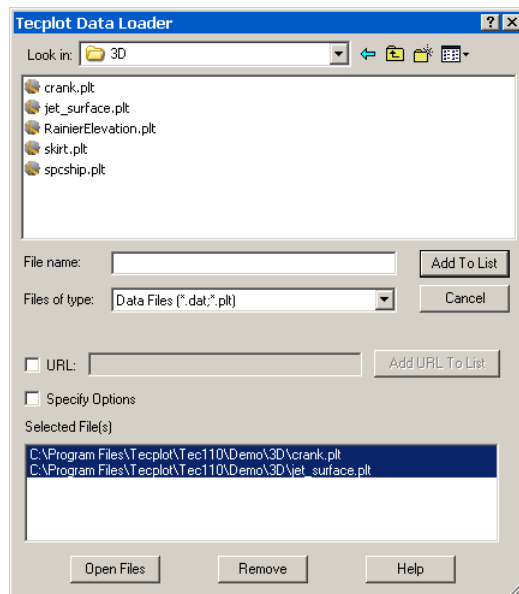 Tecplot Data Loader
Look in: 3D
crank.plt
jet_surface.plt
RainierElevation.plt
skirt.plt
spcship.plt
File name: Add To List
Files of type: Data Files (*.dat;*.plt) Cancel
URL: Add URL To List
Specify Options
Selected File(s)
C:\Program Files\Tecplot\Tec110\Demo\3D\crank.plt
C:\Program Files\Tecplot\Tec110\Demo\3D\jet_surface.plt
Open Files Remove Help